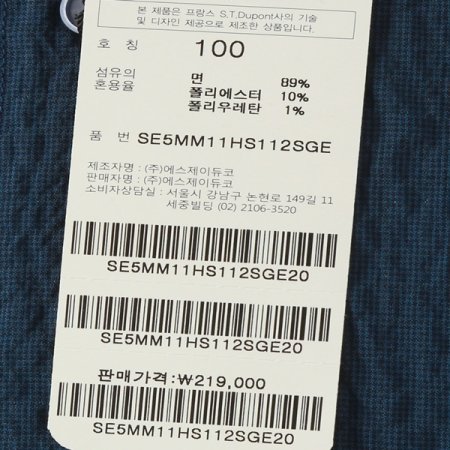 본 제품은 프랑스 S.T.Dupont사의 기술
및 디자인 제공으로 제조한 상품입니다.
호 칭 100
섬유의 면 89%
혼용율 폴리에스터 10%
폴리우레탄 1%
품 번 SE5MM11HS112SGE
제조자명 : (주)에스제이듀코
판매자명 : (주)에스제이듀코
소비자상담실 : 서울시 강남구 논현로 149길 11
세중빌딩 (02) 2106-3520
SE5MM11HS112SGE20
SE5MM11HS112SGE20
판매가격:₩219,000
SE5MM11HS112SGE20